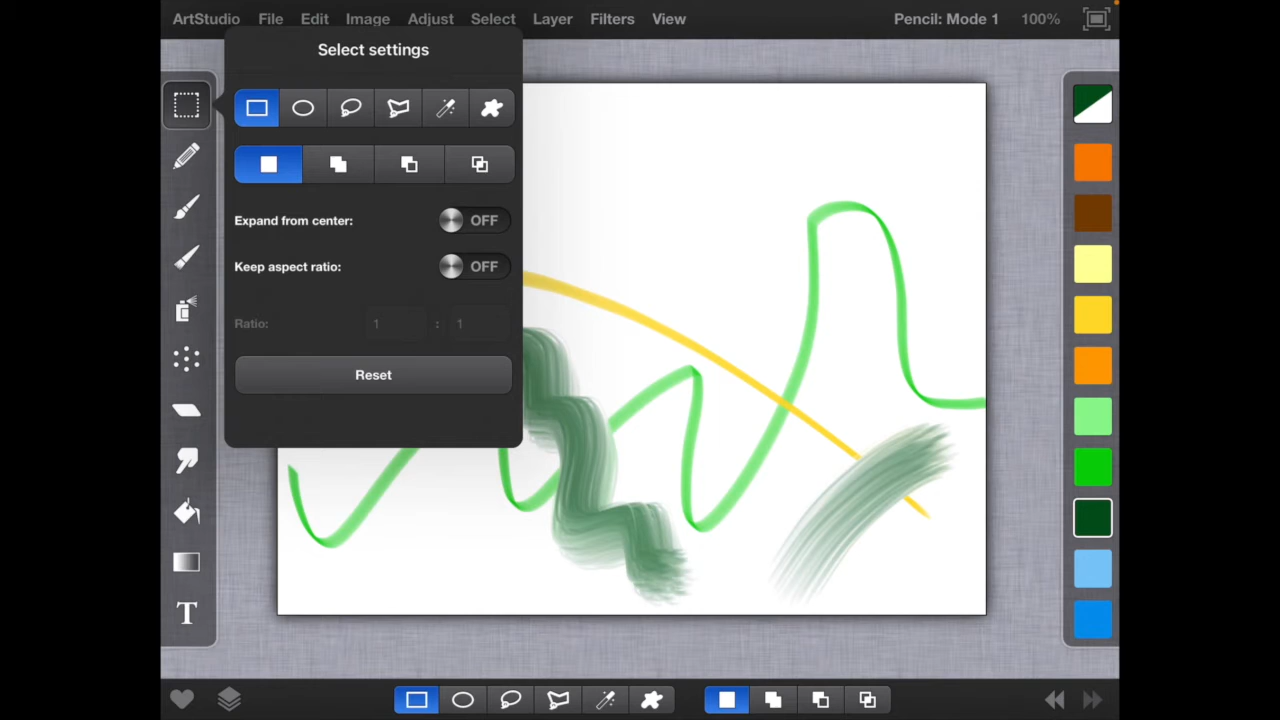 ArtStudio File Edit Image Adjust Select Layer Filters View Pencil: Mode 1 100%
Select settings
Expand from center: OFF
Keep aspect ratio: OFF
Ratio: 1 : 1
Reset
T